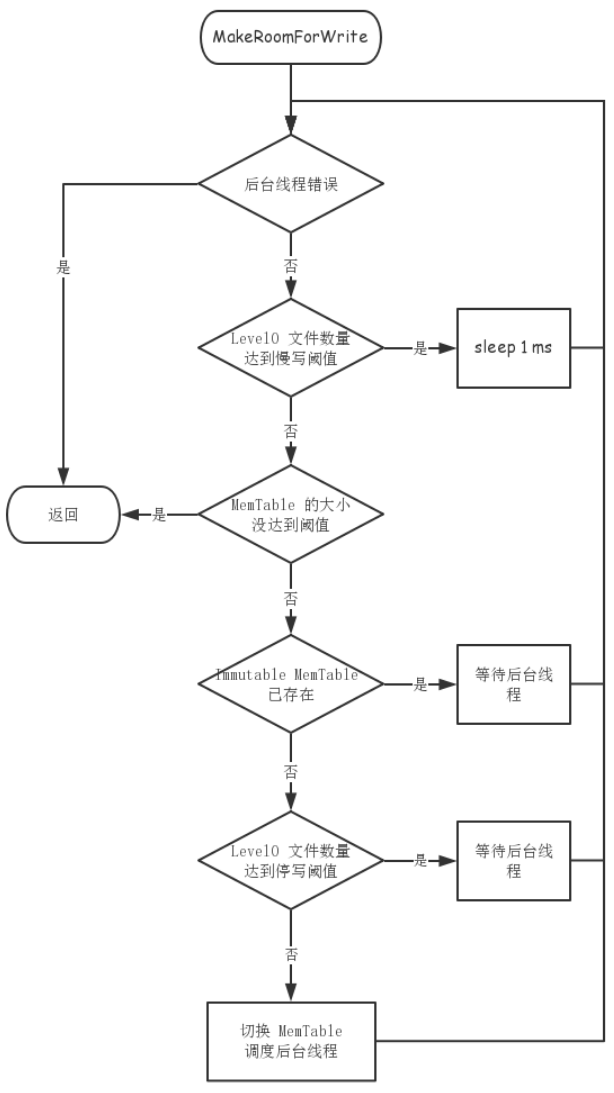 MakeRoomForWrite
后台线程错误
是
否
Level0 文件数量
达到慢写阈值
是
sleep 1 ms
否
MemTable 的大小
没达到阈值
是
返回
否
Immutable MemTable
已存在
是
等待后台线
程
否
Level0 文件数量
达到停写阈值
是
等待后台线
程
否
切换 MemTable
调度后台线程